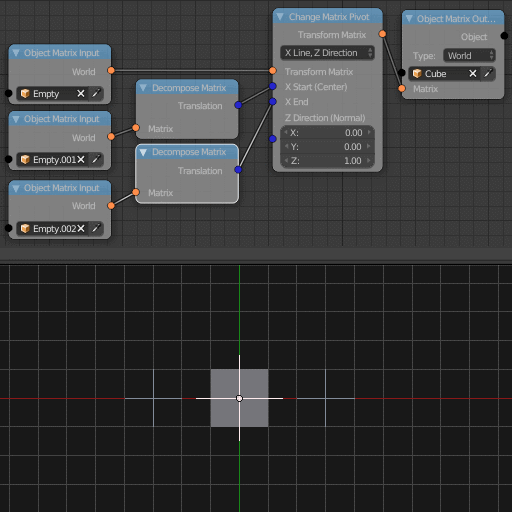 Object Matrix Input
World
Empty
Object Matrix Input
World
Empty.001
Object Matrix Input
World
Empty.002
Decompose Matrix
Translation
Matrix
Decompose Matrix
Translation
Matrix
Change Matrix Pivot
Transform Matrix
X Line, Z Direction
Transform Matrix
X Start (Center)
X End
Z Direction (Normal)
X: 0.00
Y: 0.00
Z: 1.00
Object Matrix Out...
Object
Type: World
Cube
Matrix